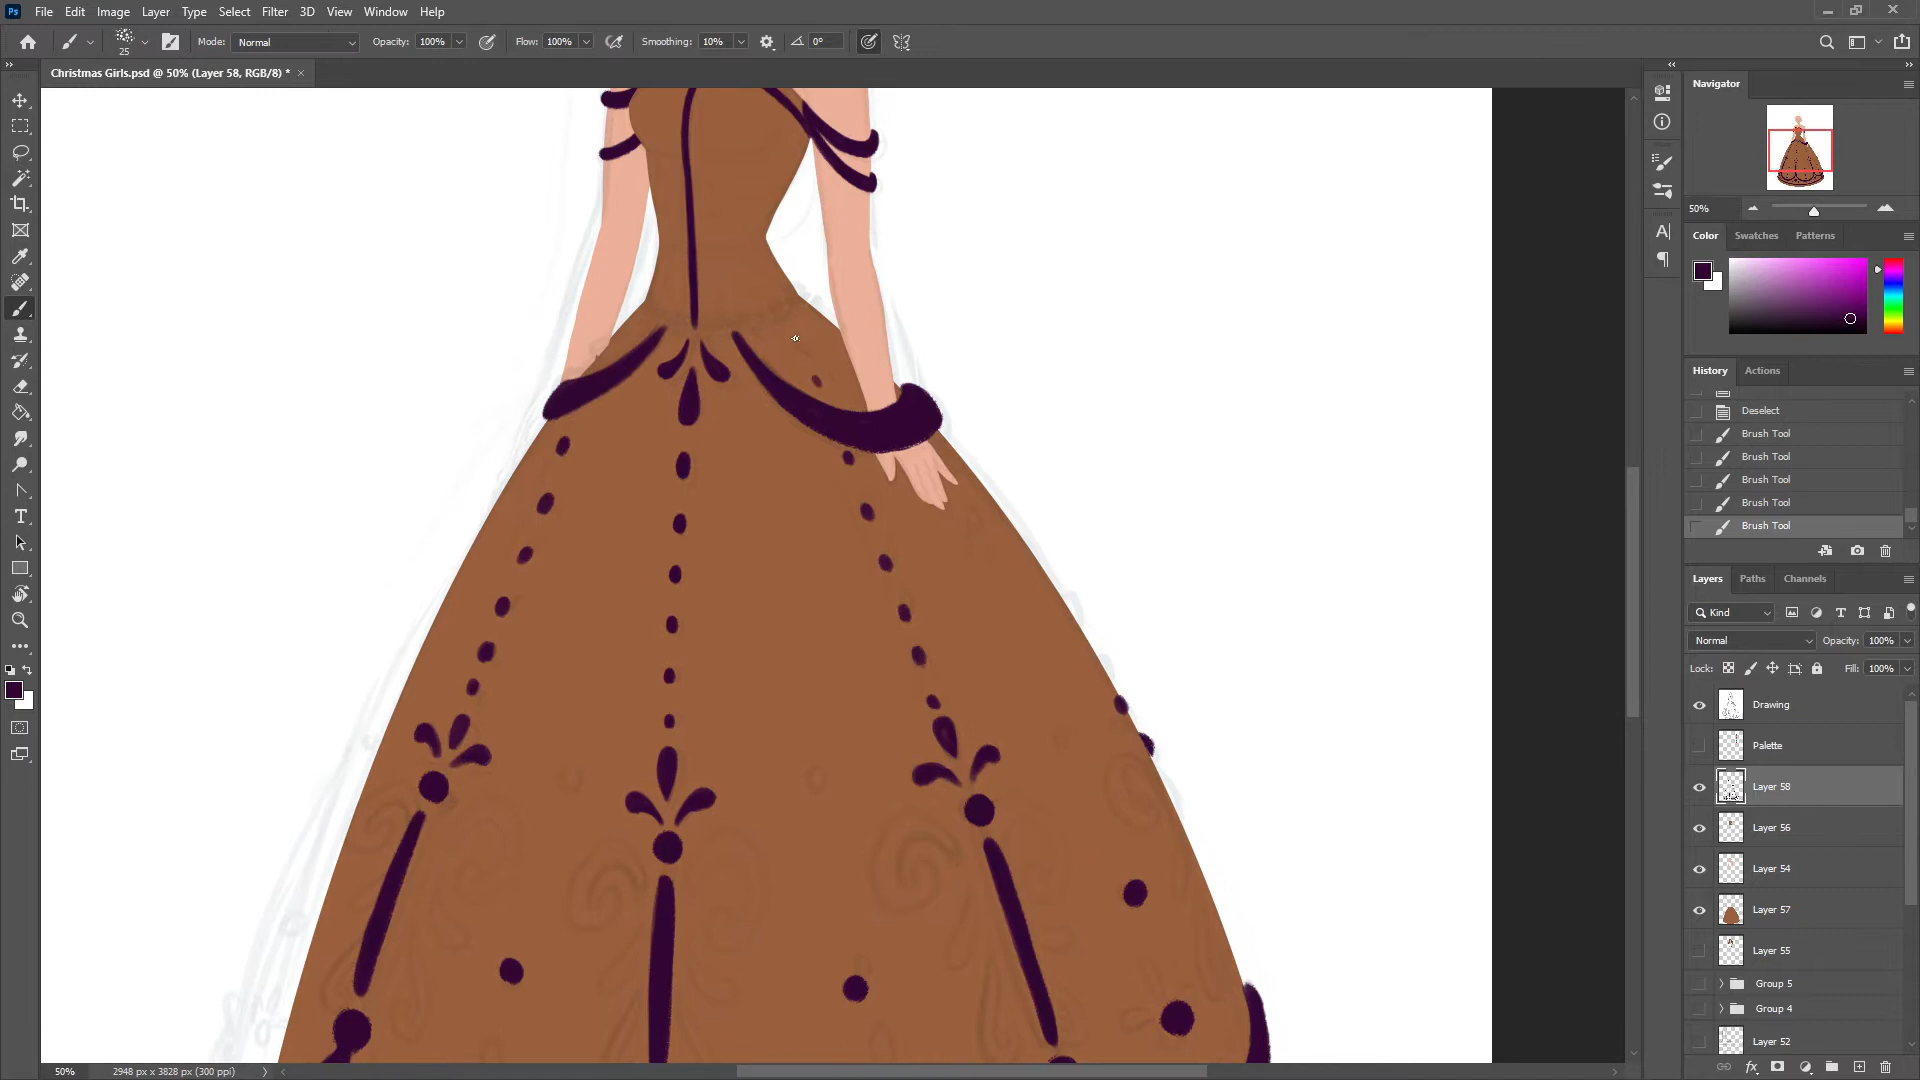 Ps File Edit Image Layer Type Select Filter 3D View Window Help
25 Mode: Normal Opacity: 100% Flow: 100% Smoothing: 10% 0°
Christmas Girls.psd @ 50% (Layer 58, RGB/8) *
Navigator
50%
Color Swatches Patterns
History Actions
Deselect
Brush Tool
Brush Tool
Brush Tool
Brush Tool
Brush Tool
Layers Paths Channels
Kind
Normal Opacity: 100%
Lock: Fill: 100%
Drawing
Palette
Layer 58
Layer 56
Layer 54
Layer 57
Layer 55
Group 5
Group 4
Layer 52
50% 2948 px x 3828 px (300 ppi)